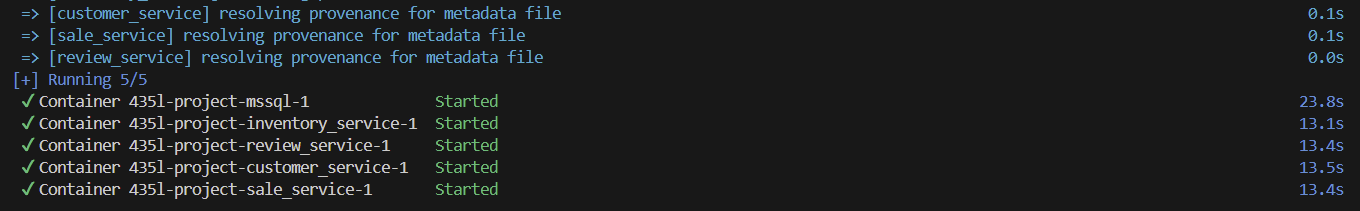 => [customer_service] resolving provenance for metadata file 0.1s
=> [sale_service] resolving provenance for metadata file 0.1s
=> [review_service] resolving provenance for metadata file 0.0s
[+] Running 5/5
✓ Container 435l-project-mssql-1 Started 23.8s
✓ Container 435l-project-inventory_service-1 Started 13.1s
✓ Container 435l-project-review_service-1 Started 13.4s
✓ Container 435l-project-customer_service-1 Started 13.5s
✓ Container 435l-project-sale_service-1 Started 13.4s